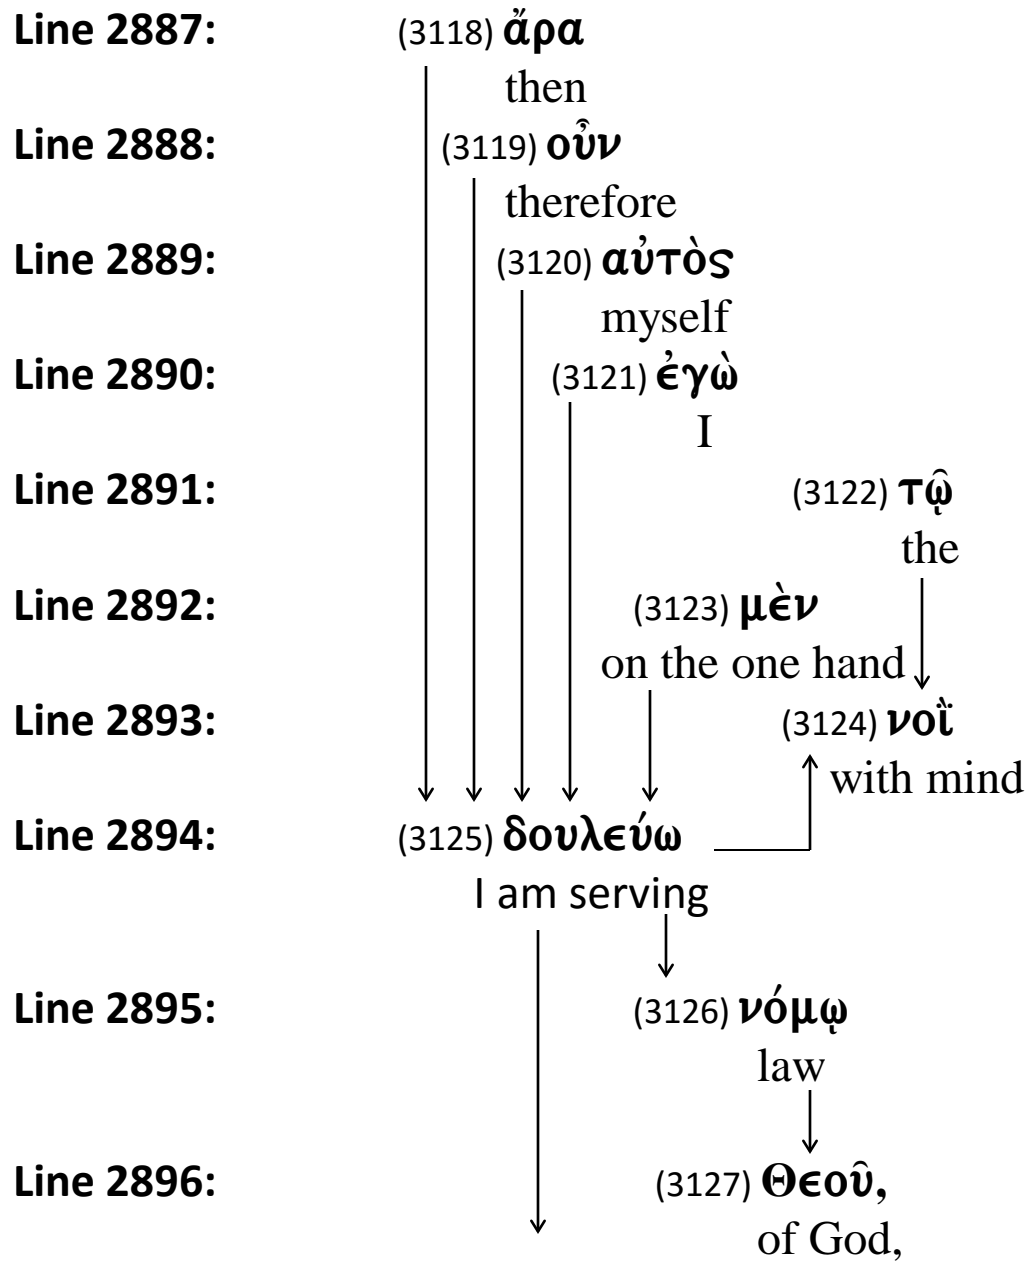 Line 2887: (3118) ἄρα
then
Line 2888: (3119) οὖν
therefore
Line 2889: (3120) αὐτὸς
myself
Line 2890: (3121) ἐγὼ
I
Line 2891: (3122) τῷ
the
Line 2892: (3123) μὲν
on the one hand
Line 2893: (3124) νοῒ
with mind
Line 2894: (3125) δουλεύω
I am serving
Line 2895: (3126) νόμῳ
law
Line 2896: (3127) Θεοῦ,
of God,